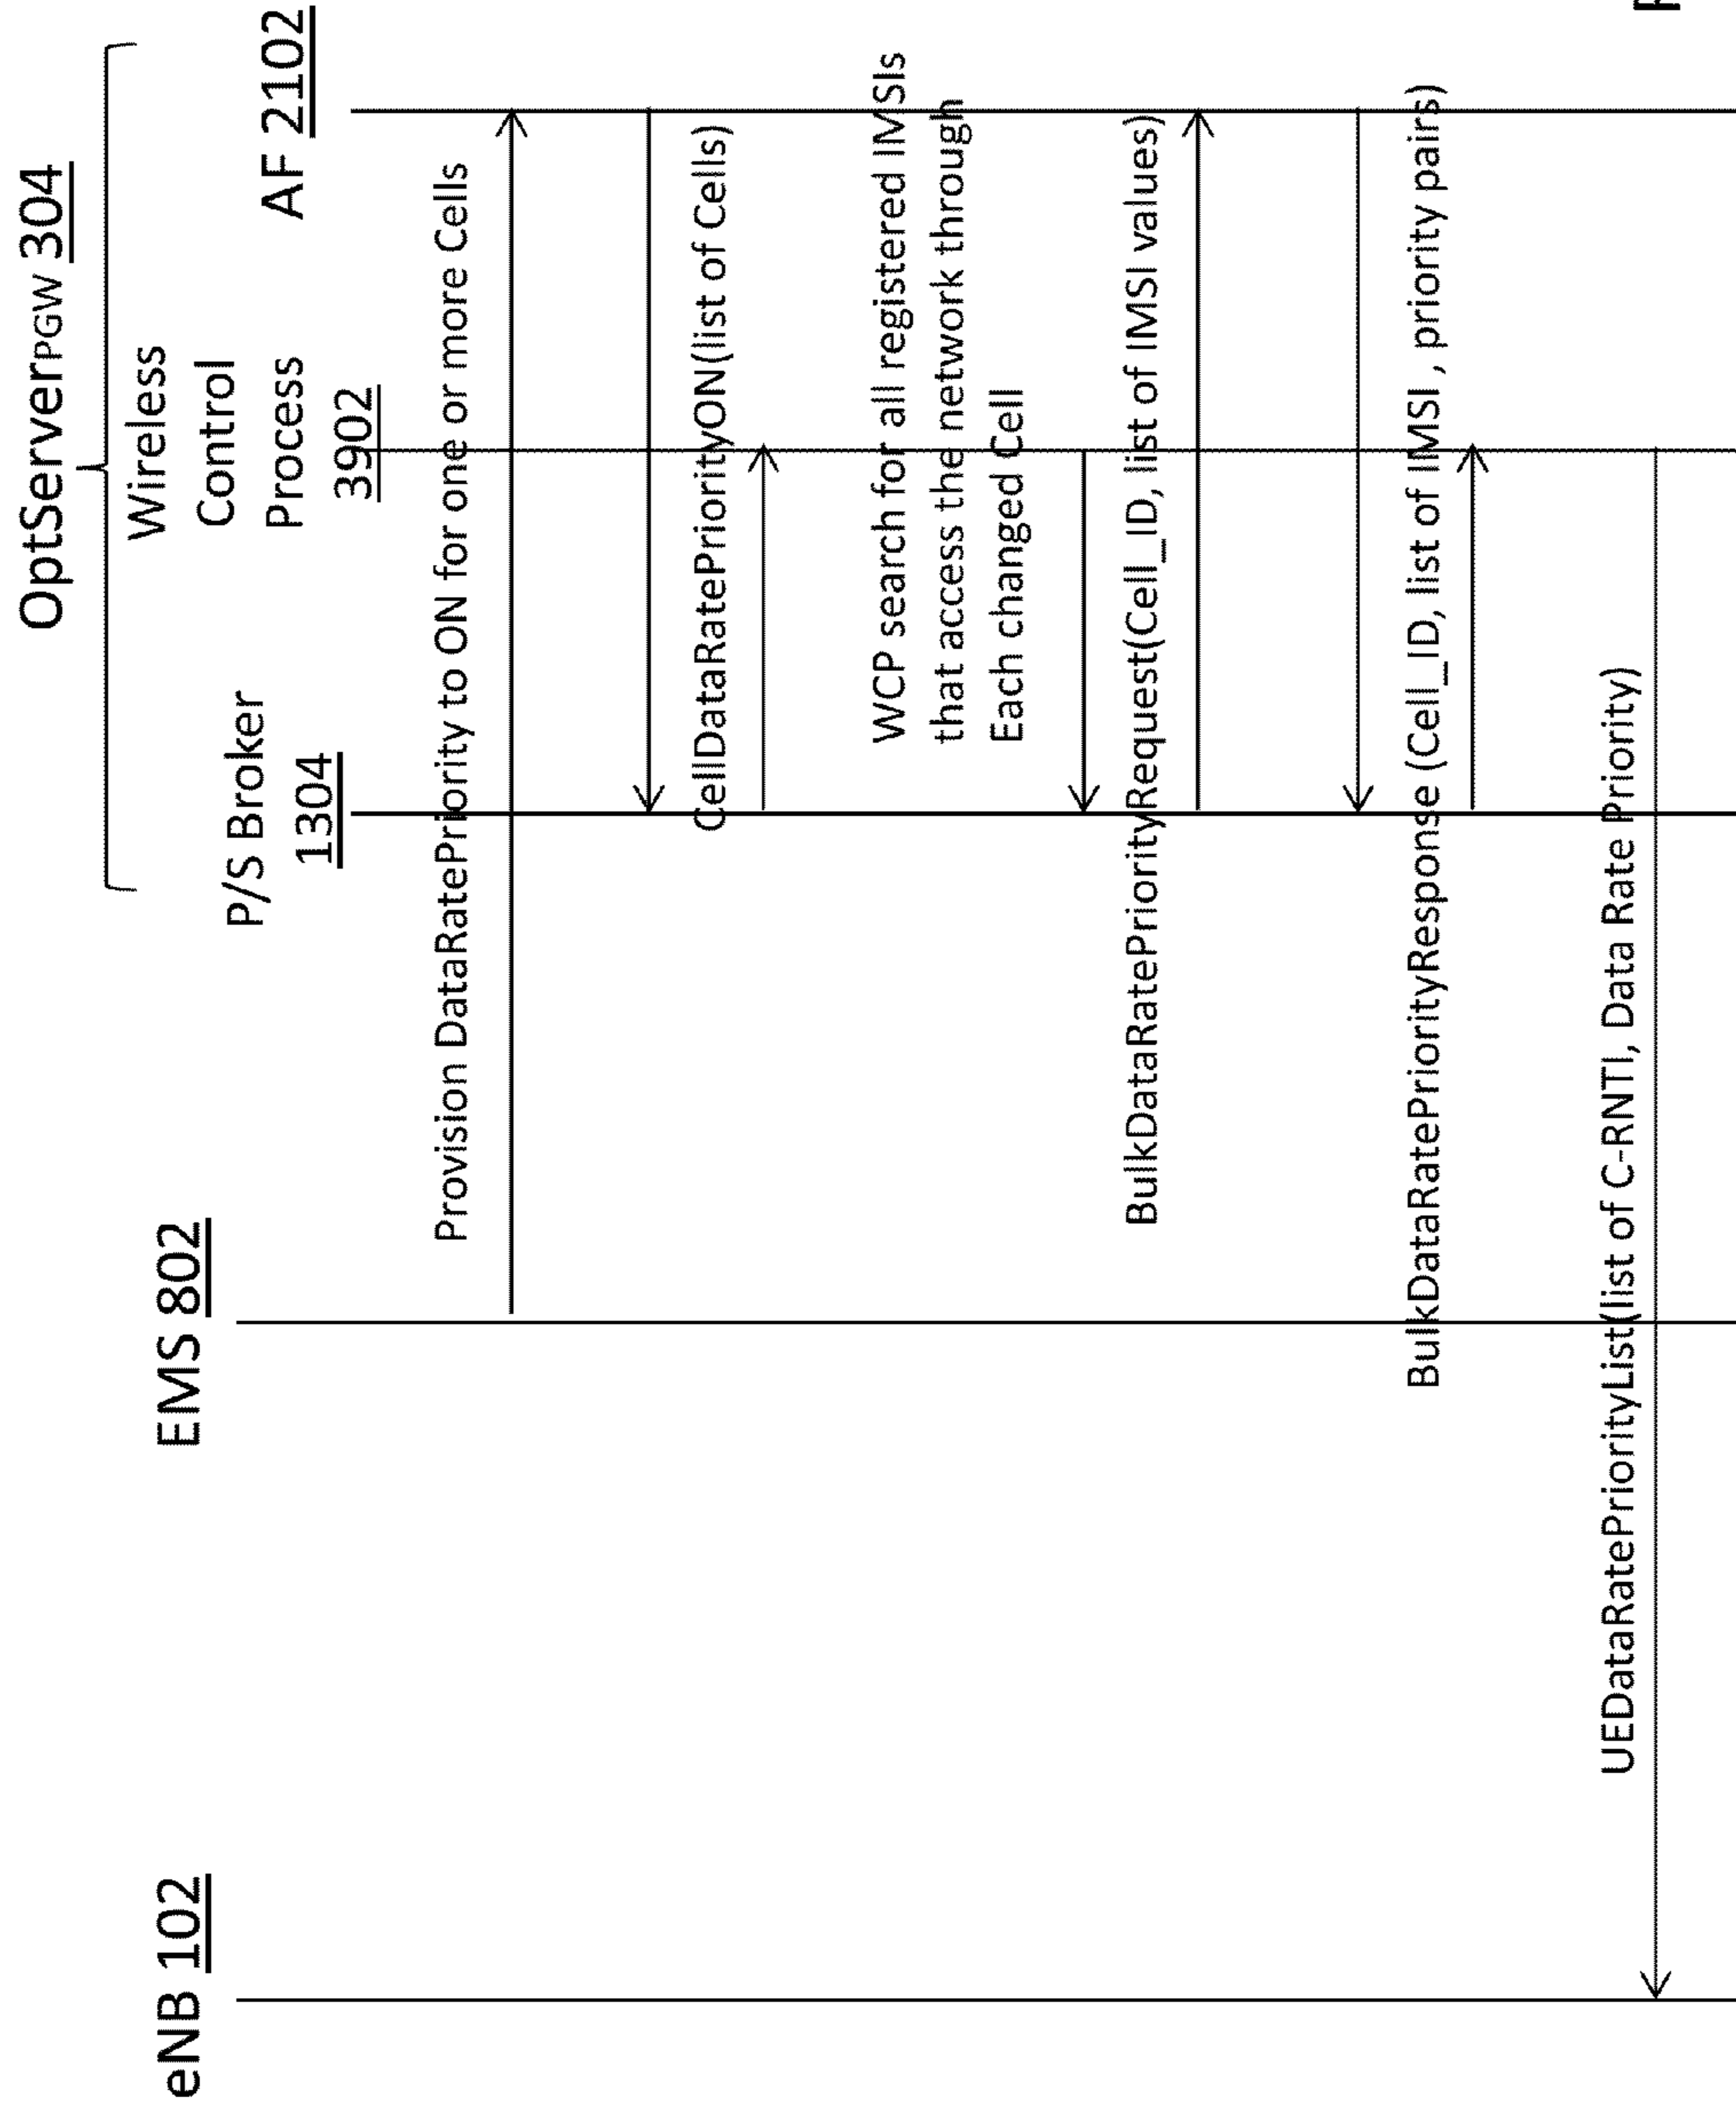 OptServerPGW 304
eNB 102
EMS 802
P/S Broker
1304
Wireless
Control
Process
3902
AF 2102
Provision DataRatePriority to ON for one or more Cells
CellDataRatePriorityON(list of Cells)
WCP search for all registered IMSIs
that access the network through
Each changed Cell
BulkDataRatePriorityRequest(Cell_ID, list of IMSI values)
BulkDataRatePriorityResponse (Cell_ID, list of IMSI , priority pairs)
UEDataRatePriorityList(list of C-RNTI, Data Rate Priority)